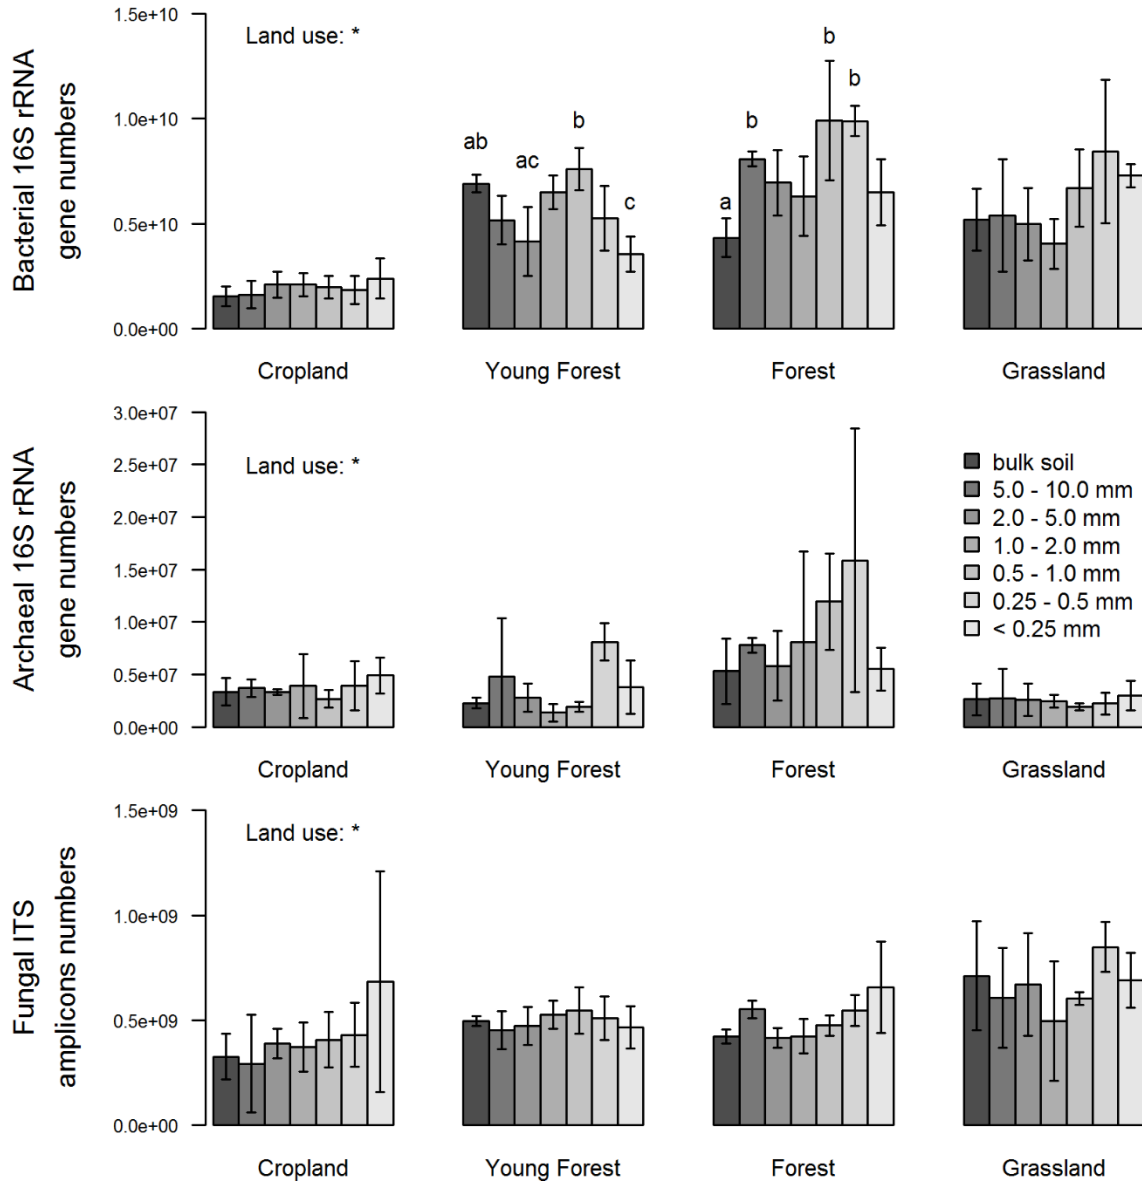 Bacterial 16S rRNA
gene numbers
1.5e+10
1.0e+10
0.5e+10
0.0e+00
Land use: *
ab
ac
b
c
a
b
b
b
Cropland
Young Forest
Forest
Grassland
Archaeal 16S rRNA
gene numbers
3.0e+07
2.5e+07
2.0e+07
1.5e+07
1.0e+07
0.5e+07
0.0e+00
Land use: *
bulk soil
5.0 - 10.0 mm
2.0 - 5.0 mm
1.0 - 2.0 mm
0.5 - 1.0 mm
0.25 - 0.5 mm
< 0.25 mm
Cropland
Young Forest
Forest
Grassland
Fungal ITS
amplicons numbers
1.5e+09
1.0e+09
0.5e+09
0.0e+00
Land use: *
Cropland
Young Forest
Forest
Grassland